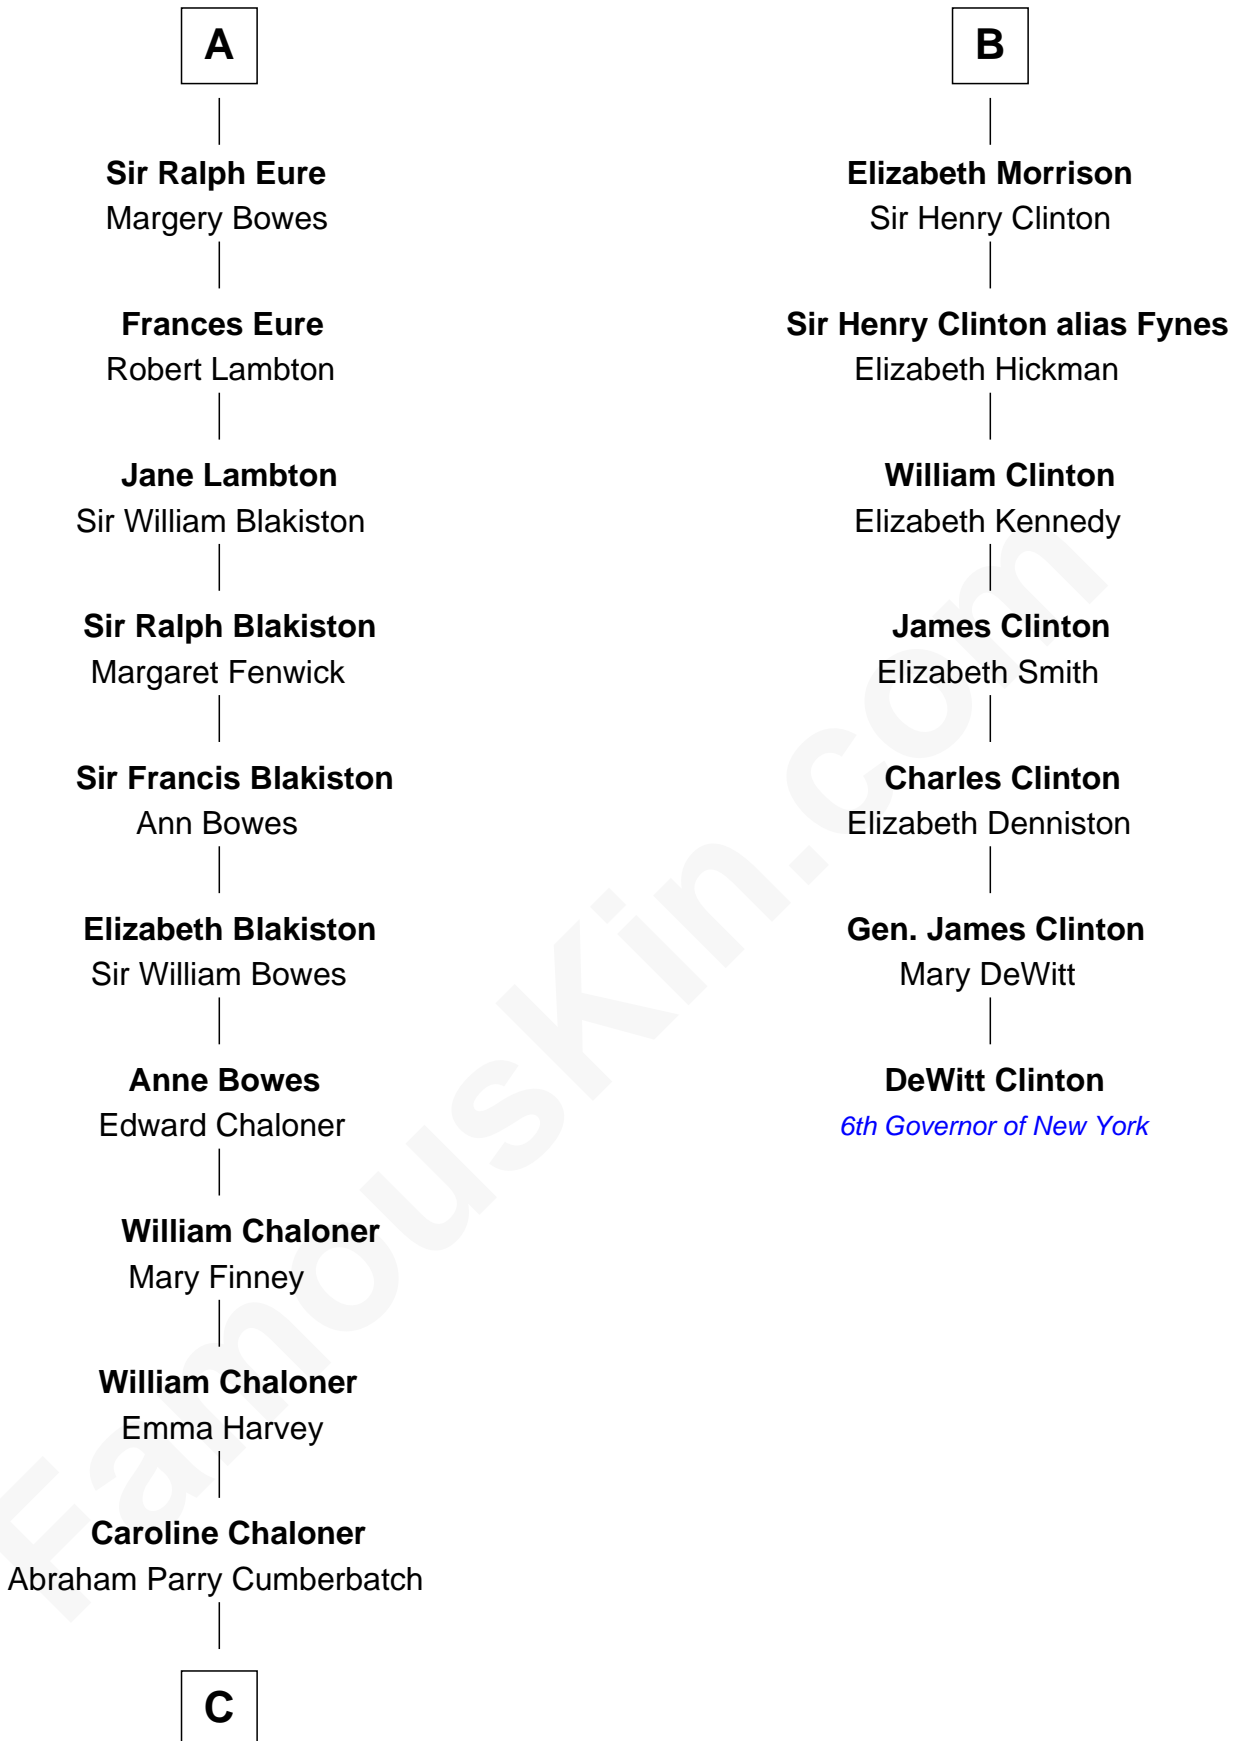 A
Sir Ralph Eure
Margery Bowes
Frances Eure
Robert Lambton
Jane Lambton
Sir William Blakiston
Sir Ralph Blakiston
Margaret Fenwick
Sir Francis Blakiston
Ann Bowes
Elizabeth Blakiston
Sir William Bowes
Anne Bowes
Edward Chaloner
William Chaloner
Mary Finney
William Chaloner
Emma Harvey
Caroline Chaloner
Abraham Parry Cumberbatch
C
B
Elizabeth Morrison
Sir Henry Clinton
Sir Henry Clinton alias Fynes
Elizabeth Hickman
William Clinton
Elizabeth Kennedy
James Clinton
Elizabeth Smith
Charles Clinton
Elizabeth Denniston
Gen. James Clinton
Mary DeWitt
DeWitt Clinton
6th Governor of New York
FamousKin.com